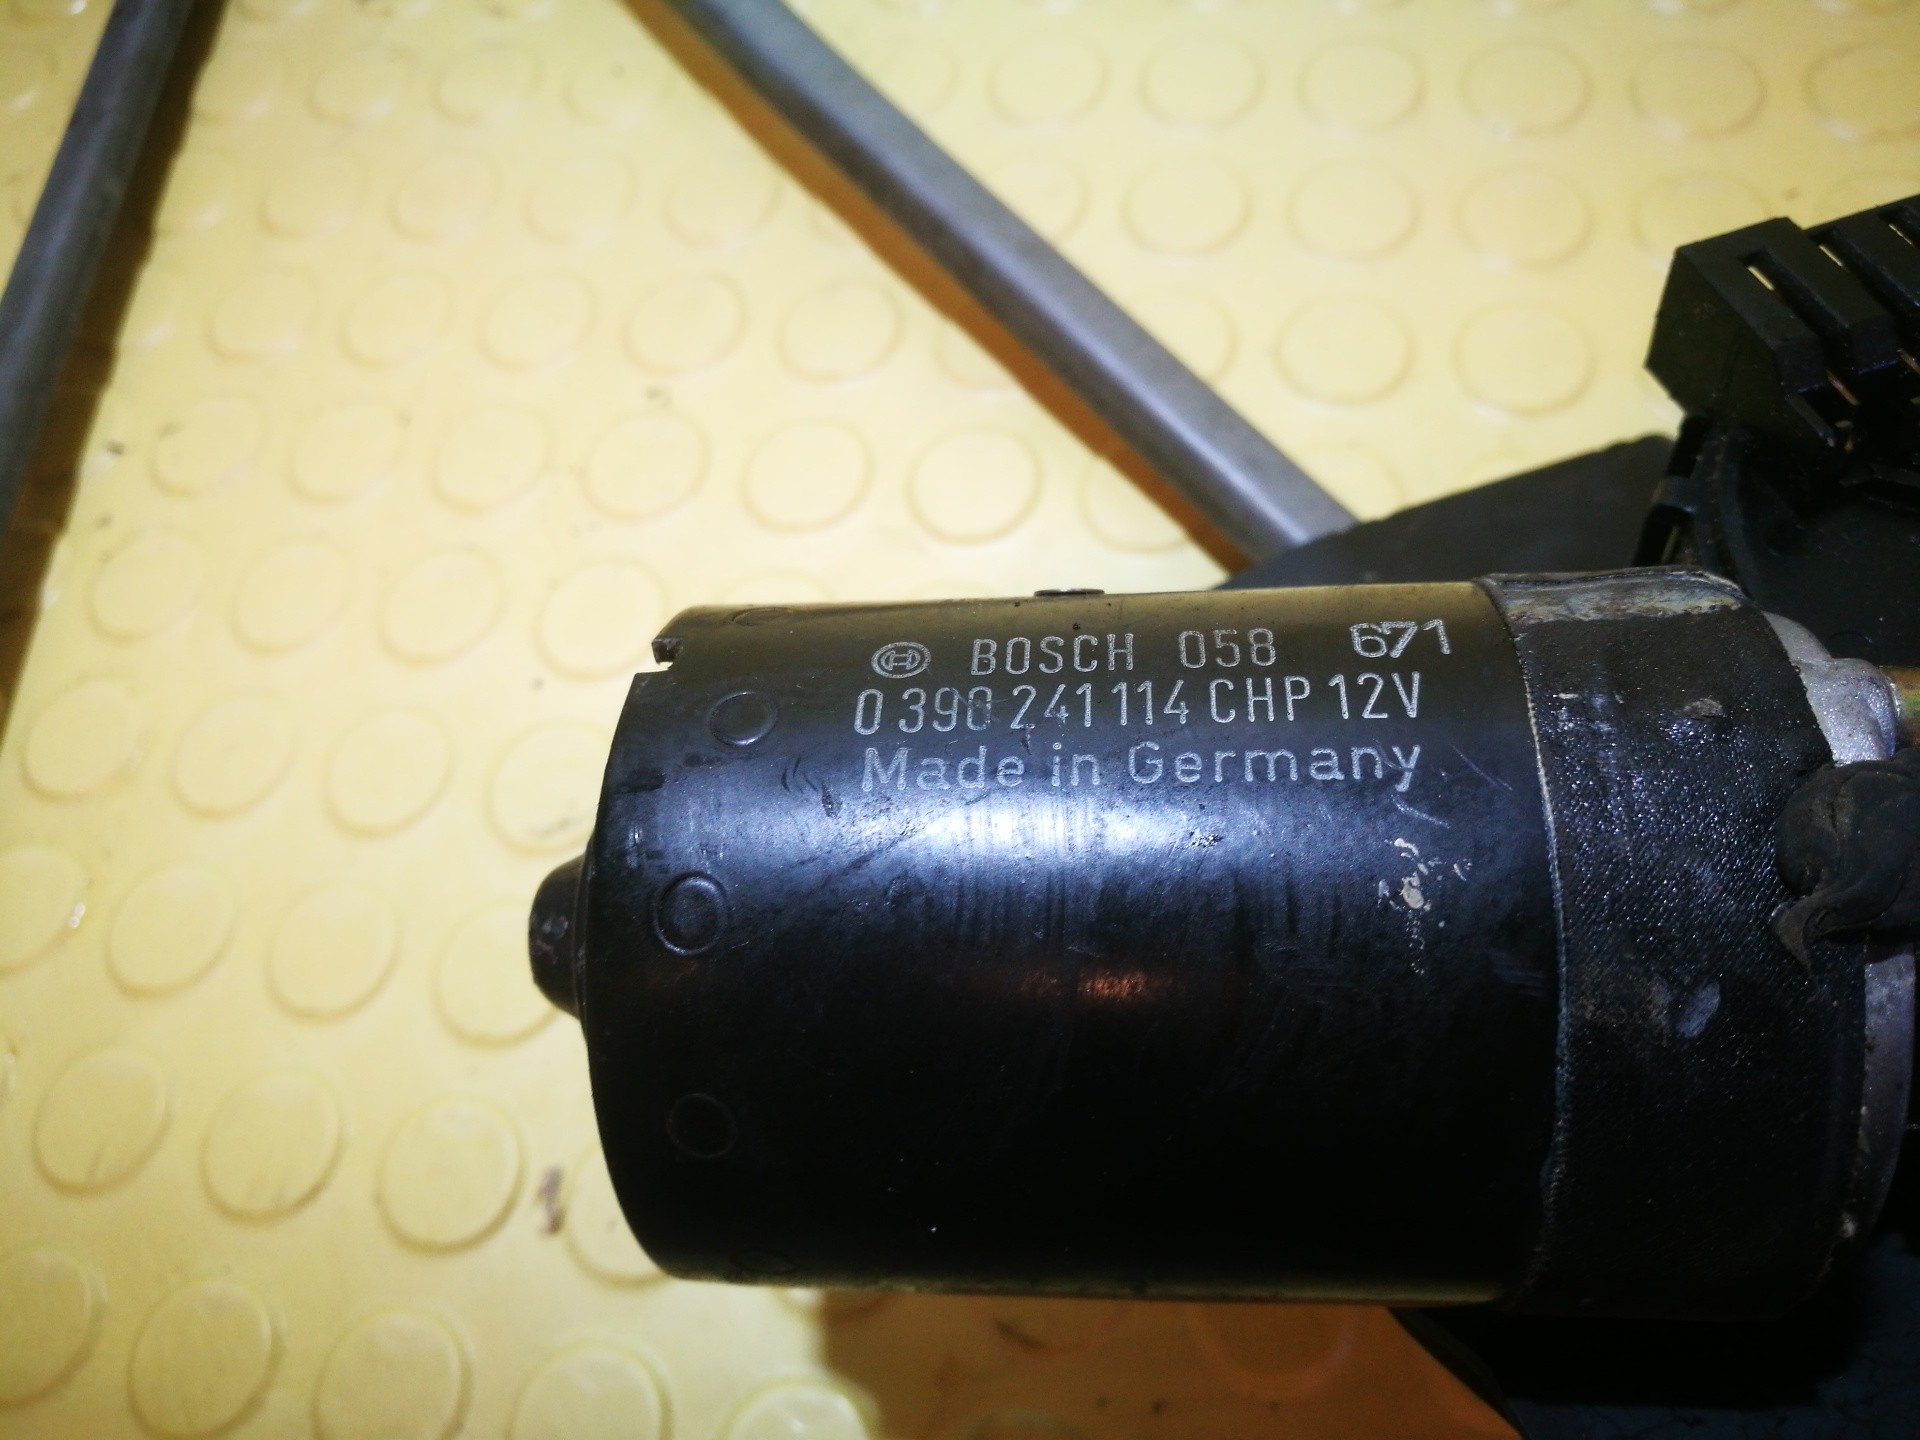 BOSCH 058 671
0 390 241 114 CHP 12V
Made in Germany